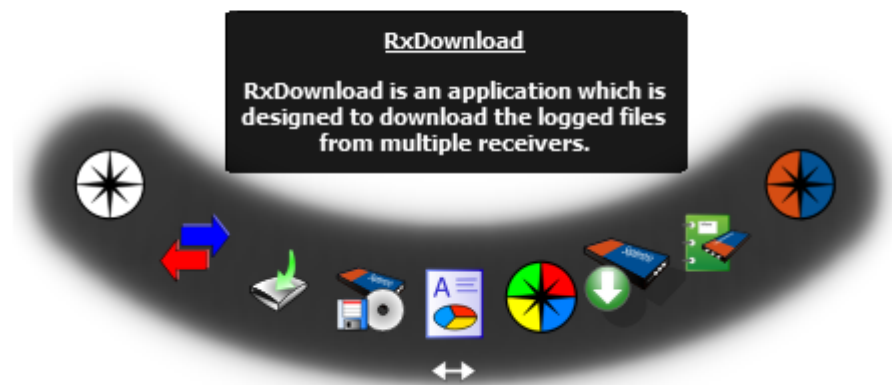 RxDownload
RxDownload is an application which is
designed to download the logged files
from multiple receivers.
A